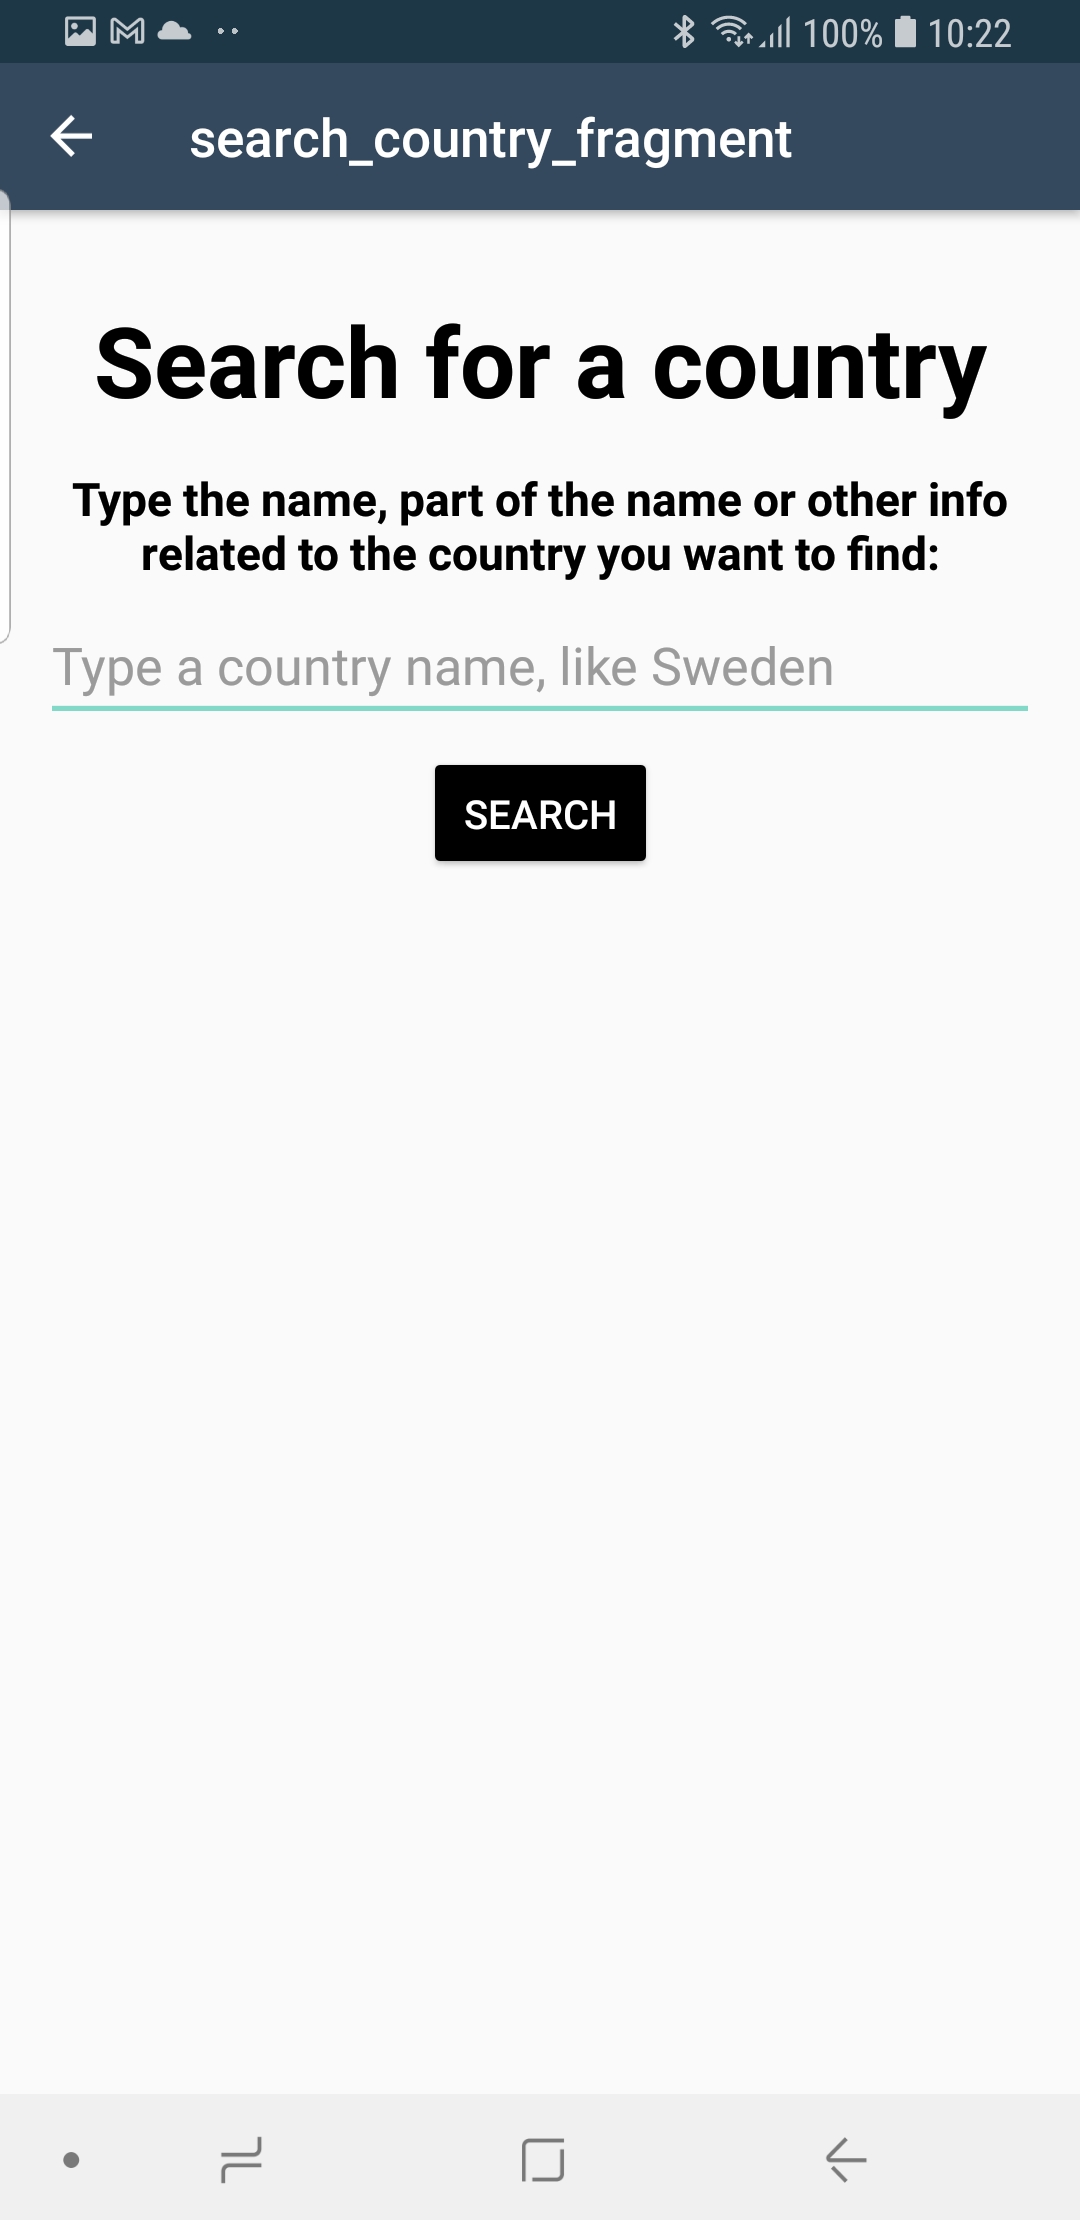 100% 10:22
search_country_fragment
Search for a country
Type the name, part of the name or other info
related to the country you want to find:
Type a country name, like Sweden
SEARCH